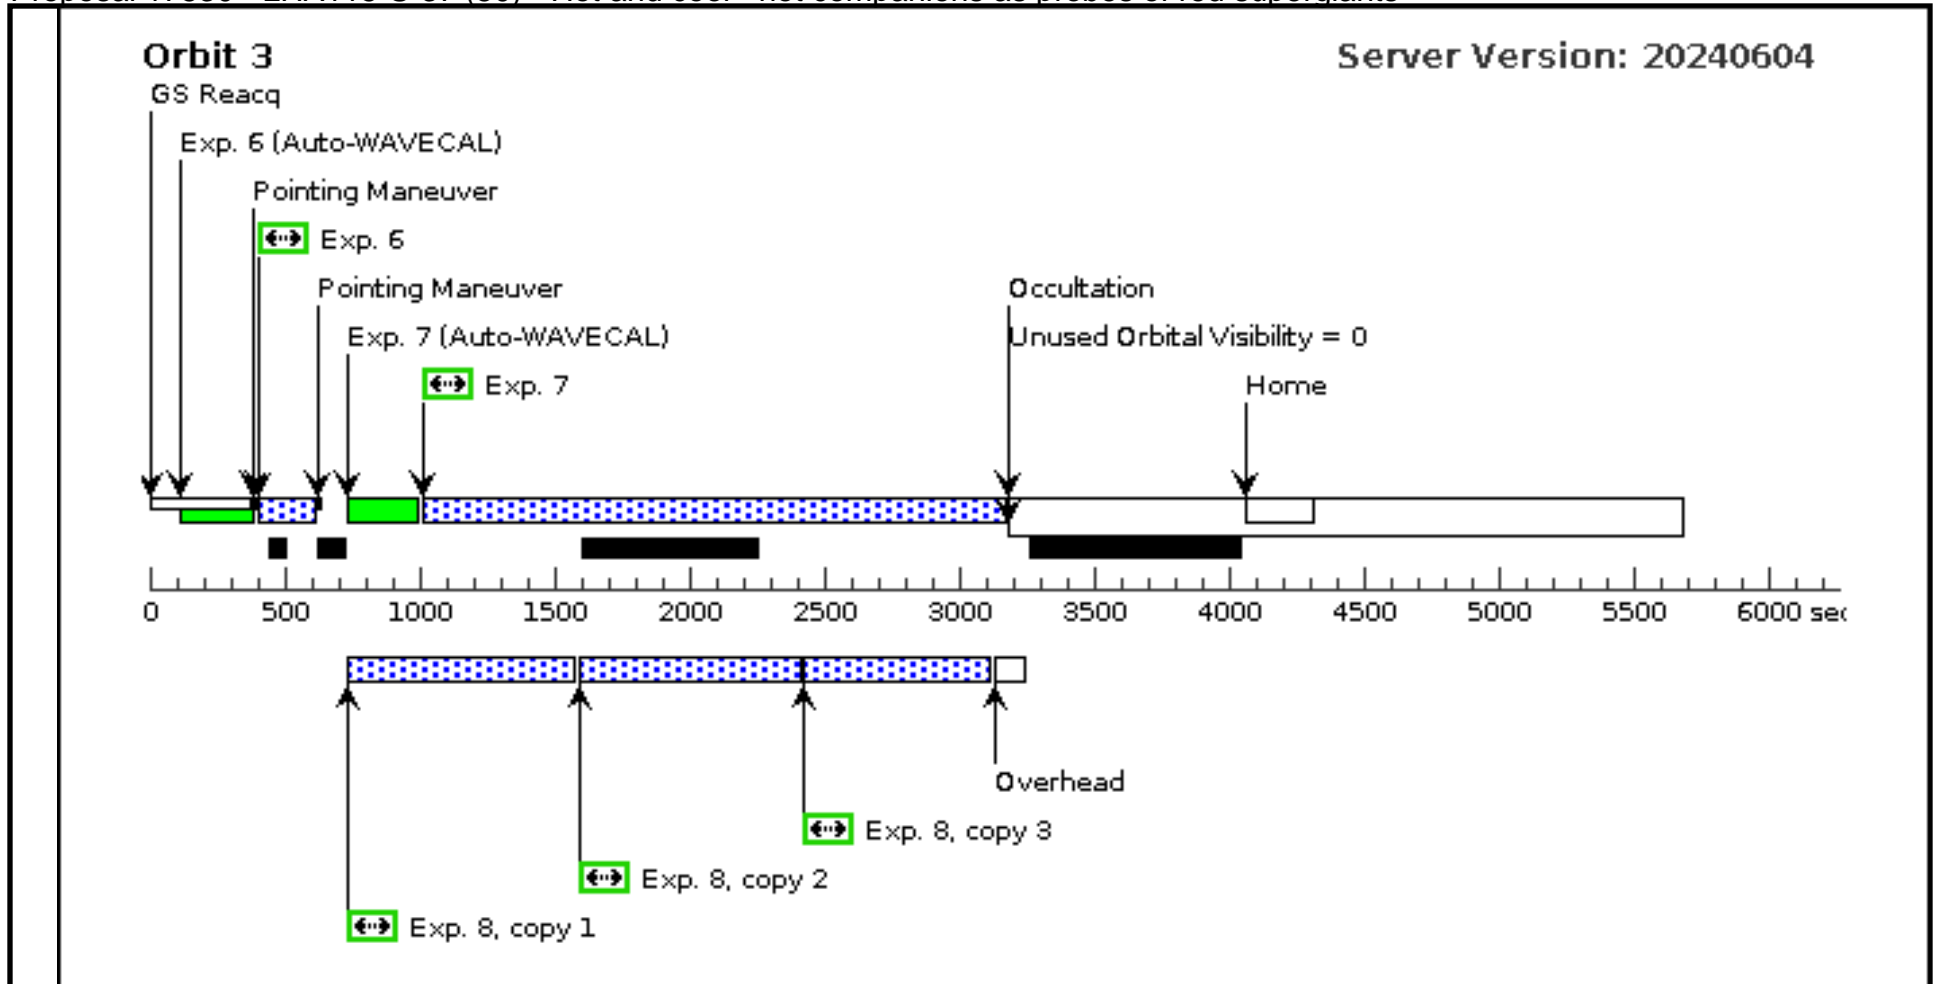 Orbit 3
Server Version: 20240604
GS Reacq
Exp. 6 (Auto-WAVECAL)
Pointing Maneuver
Exp. 6
Pointing Maneuver
Occultation
Exp. 7 (Auto-WAVECAL)
Unused Orbital Visibility = 0
Exp. 7
Home
0 500 1000 1500 2000 2500 3000 3500 4000 4500 5000 5500 6000 sec
Overhead
Exp. 8, copy 3
Exp. 8, copy 2
Exp. 8, copy 1